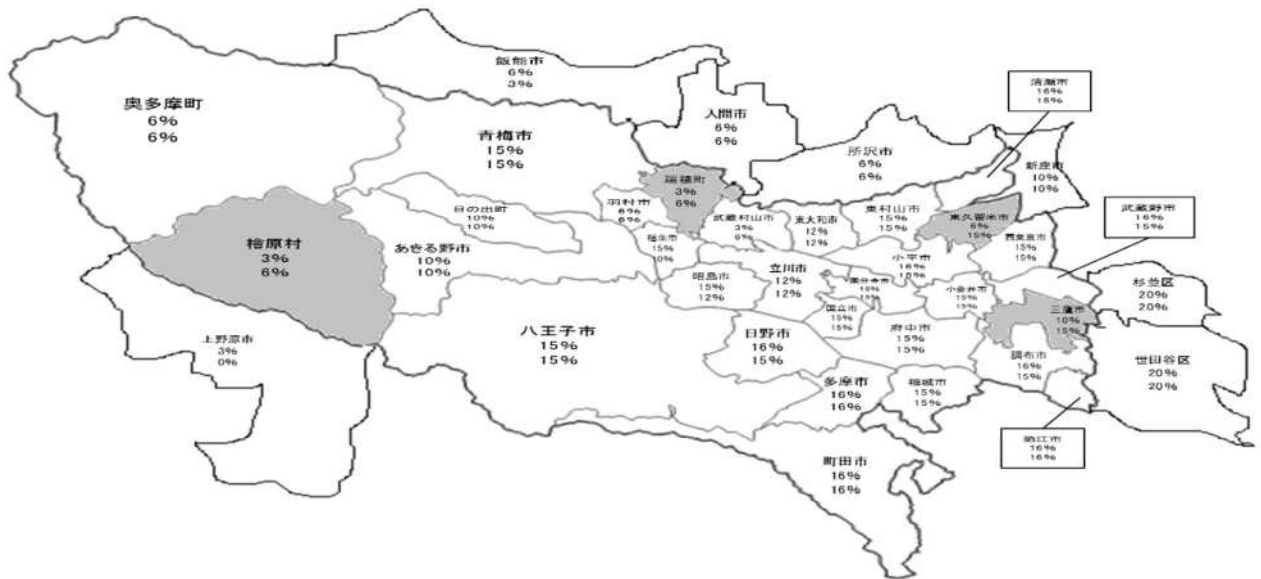 飯能市
6%
3%
奥多摩町
6%
6%
青梅市
15%
15%
入間市
6%
6%
所沢市
6%
6%
清瀬市
16%
15%
新座市
10%
10%
瑞穂町
3%
6%
羽村市
6%
6%
武蔵村山市
3%
6%
東大和市
12%
12%
東村山市
15%
15%
東久留米市
6%
15%
西東京市
15%
15%
武蔵野市
16%
15%
日の出町
10%
10%
あきる野市
10%
10%
福生市
15%
0%
檜原村
3%
6%
昭島市
15%
12%
立川市
12%
12%
小平市
16%
15%
国分寺市
15%
小金井市
15%
15%
杉並区
20%
20%
三鷹市
10%
15%
国立市
15%
15%
上野原市
3%
0%
八王子市
15%
15%
日野市
16%
15%
府中市
15%
15%
調布市
16%
15%
世田谷区
20%
20%
多摩市
16%
16%
稲城市
15%
15%
狛江市
16%
16%
町田市
16%
16%